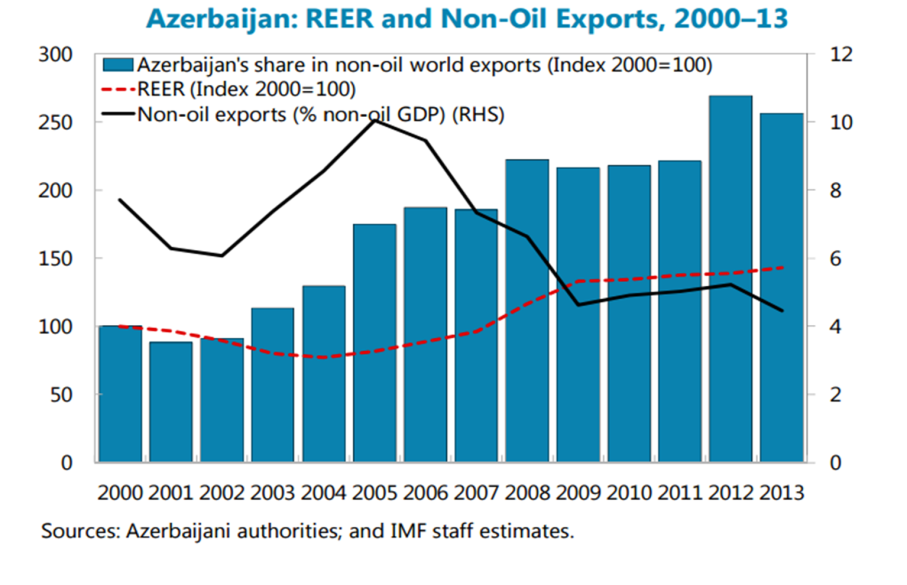 Azerbaijan: REER and Non-Oil Exports, 2000–13
300
250
200
150
100
50
0
Azerbaijan's share in non-oil world exports (Index 2000=100)
REER (Index 2000=100)
Non-oil exports (% non-oil GDP) (RHS)
12
10
8
6
4
2
0
2000 2001 2002 2003 2004 2005 2006 2007 2008 2009 2010 2011 2012 2013
Sources: Azerbaijani authorities; and IMF staff estimates.